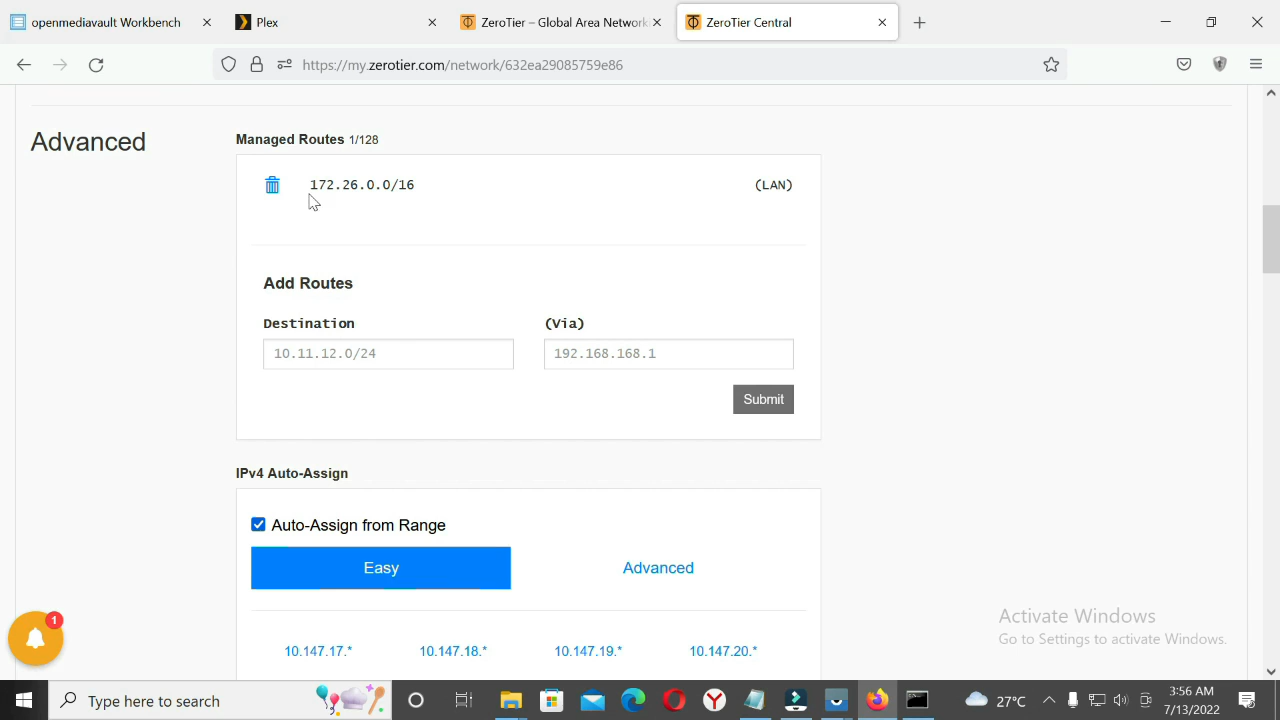 openmediavault Workbench
Plex
ZeroTier – Global Area Network
ZeroTier Central
https://my.zerotier.com/network/632ea29085759e86
Advanced
Managed Routes 1/128
172.26.0.0/16
(LAN)
Add Routes
Destination
(Via)
10.11.12.0/24
192.168.168.1
Submit
IPv4 Auto-Assign
Auto-Assign from Range
Easy
Advanced
10.147.17.*
10.147.18.*
10.147.19.*
10.147.20.*
1
Activate Windows
Go to Settings to activate Windows.
Type here to search
27°C
3:56 AM
7/13/2022